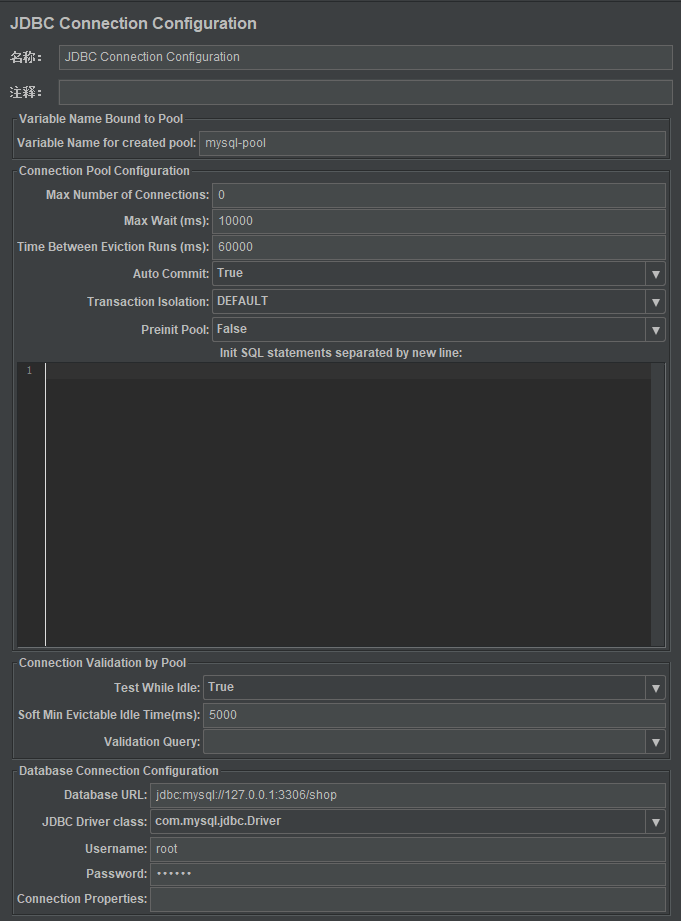 JDBC Connection Configuration
名称： JDBC Connection Configuration
注释：
Variable Name Bound to Pool
Variable Name for created pool: mysql-pool
Connection Pool Configuration
Max Number of Connections: 0
Max Wait (ms): 10000
Time Between Eviction Runs (ms): 60000
Auto Commit: True
Transaction Isolation: DEFAULT
Preinit Pool: False
Init SQL statements separated by new line:
1
Connection Validation by Pool
Test While Idle: True
Soft Min Evictable Idle Time(ms): 5000
Validation Query:
Database Connection Configuration
Database URL: jdbc:mysql://127.0.0.1:3306/shop
JDBC Driver class: com.mysql.jdbc.Driver
Username: root
Password: ••••••
Connection Properties: